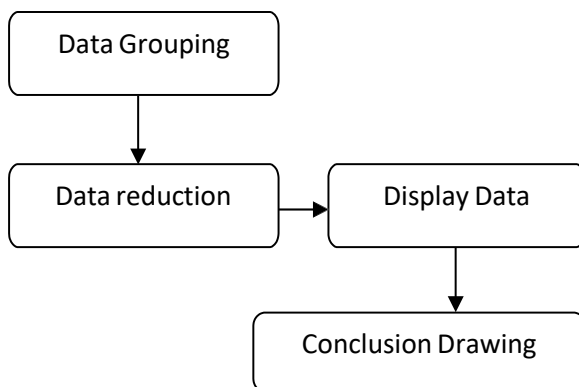 Data Grouping
Data reduction
Display Data
Conclusion Drawing